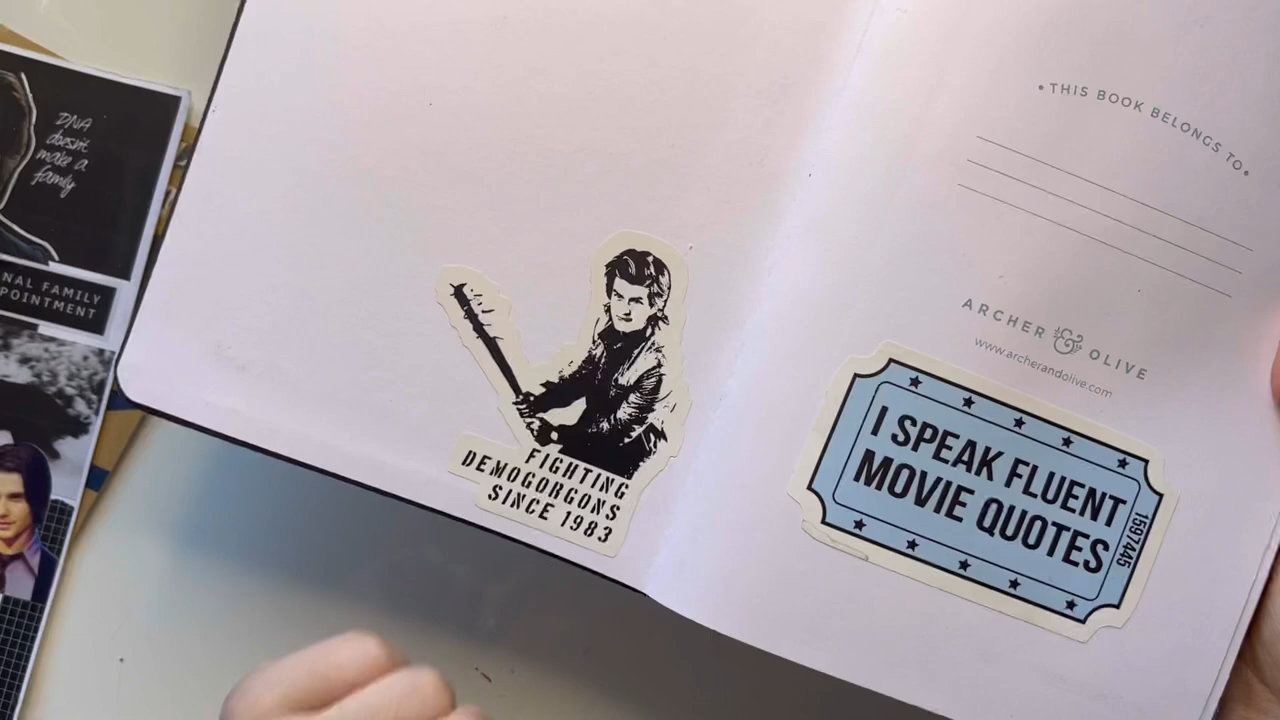 DNA
doesn't
make a
family
NAL FAMILY
POINTMENT
FIGHTING
DEMOGORGONS
SINCE 1983
•THIS BOOK BELONGS TO•
ARCHER & OLIVE
www.archerandolive.com
I SPEAK FLUENT
MOVIE QUOTES
1597445